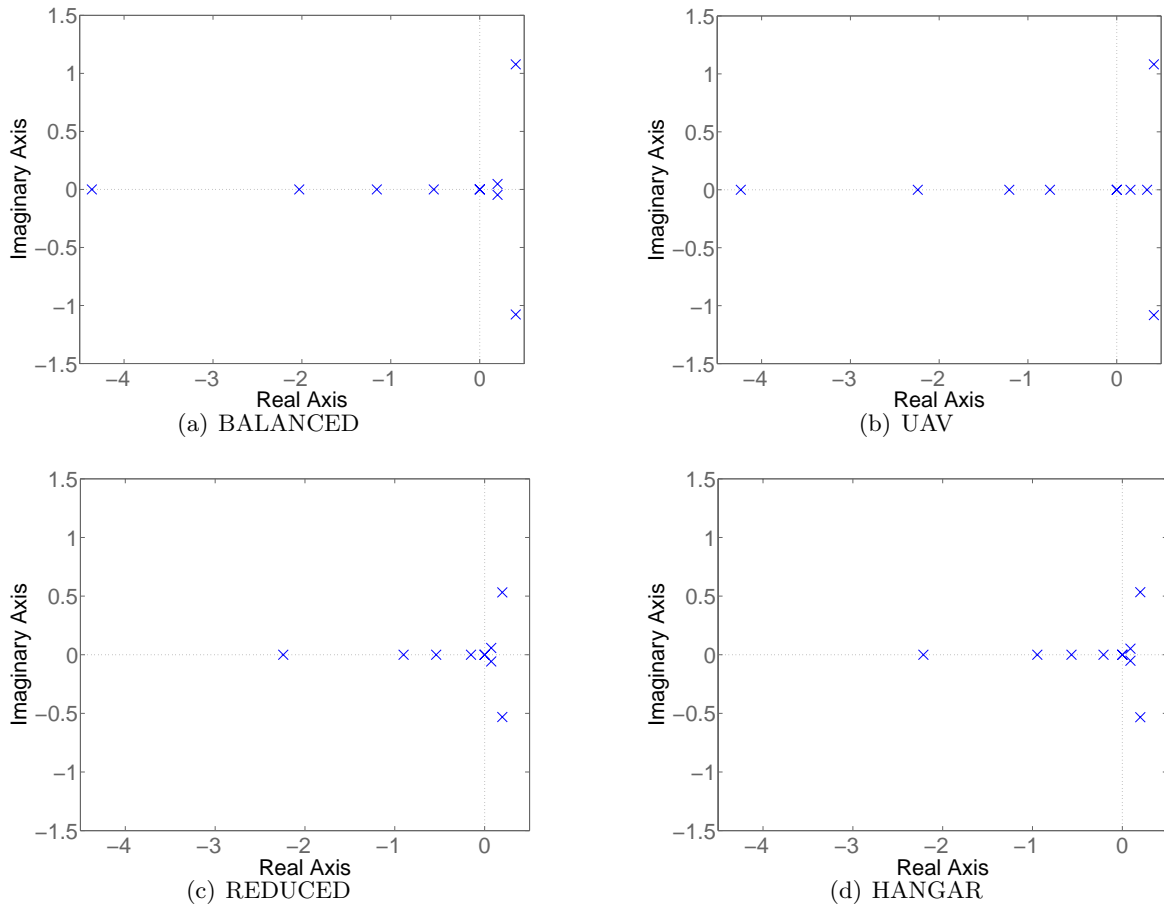 1.5
1
0.5
0
−0.5
−1
−1.5
Imaginary Axis
−4 −3 −2 −1 0
Real Axis
(a) BALANCED
1.5
1
0.5
0
−0.5
−1
−1.5
Imaginary Axis
−4 −3 −2 −1 0
Real Axis
(b) UAV
1.5
1
0.5
0
−0.5
−1
−1.5
Imaginary Axis
−4 −3 −2 −1 0
Real Axis
(c) REDUCED
1.5
1
0.5
0
−0.5
−1
−1.5
Imaginary Axis
−4 −3 −2 −1 0
Real Axis
(d) HANGAR